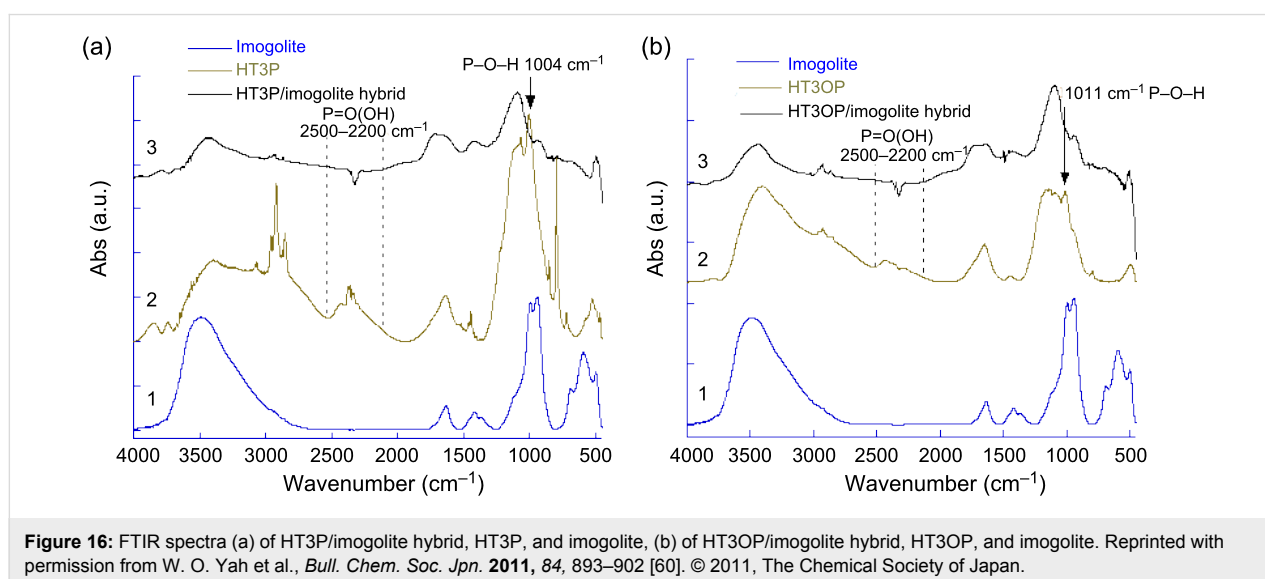 (a)
Imogolite
HT3P
HT3P/imogolite hybrid
P=O(OH)
2500–2200 cm⁻¹
P–O–H 1004 cm⁻¹
3
2
1
Abs (a.u.)
4000 3500 3000 2500 2000 1500 1000 500
Wavenumber (cm⁻¹)
(b)
Imogolite
HT3OP
HT3OP/imogolite hybrid
P=O(OH)
2500–2200 cm⁻¹
1011 cm⁻¹ P–O–H
3
2
1
Abs (a.u.)
4000 3500 3000 2500 2000 1500 1000 500
Wavenumber (cm⁻¹)
Figure 16: FTIR spectra (a) of HT3P/imogolite hybrid, HT3P, and imogolite, (b) of HT3OP/imogolite hybrid, HT3OP, and imogolite. Reprinted with
permission from W. O. Yah et al., Bull. Chem. Soc. Jpn. 2011, 84, 893–902 [60]. © 2011, The Chemical Society of Japan.